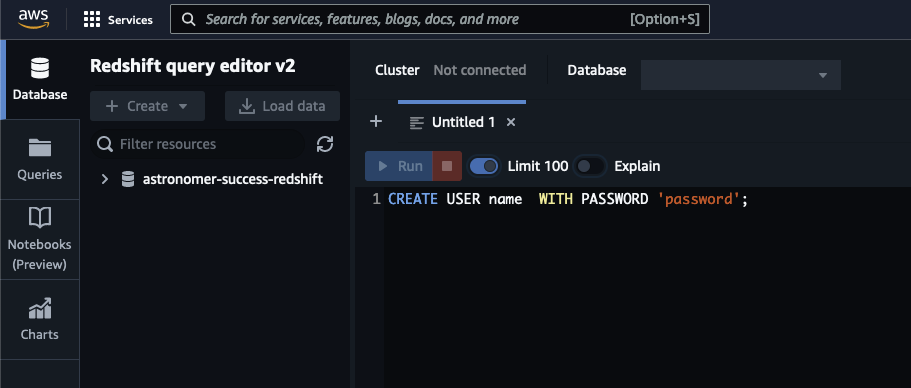 aws
Services
Search for services, features, blogs, docs, and more
[Option+S]
Database
Queries
Notebooks
(Preview)
Charts
Redshift query editor v2
+ Create
Load data
Filter resources
astronomer-success-redshift
Cluster Not connected
Database
+ Untitled 1 ×
Run
Limit 100
Explain
1 CREATE USER name  WITH PASSWORD 'password';